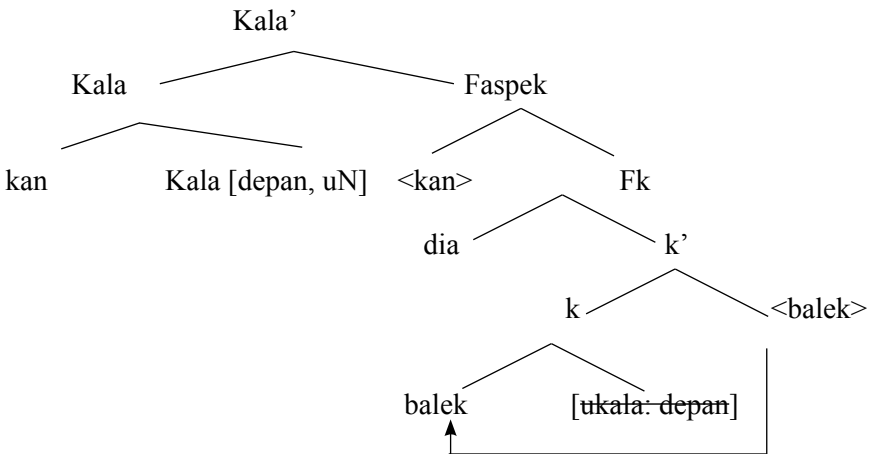 Kala’
Kala Faspek
kan Kala [depan, uN] <kan> Fk
dia k’
k <balek>
balek [ukala: depan]